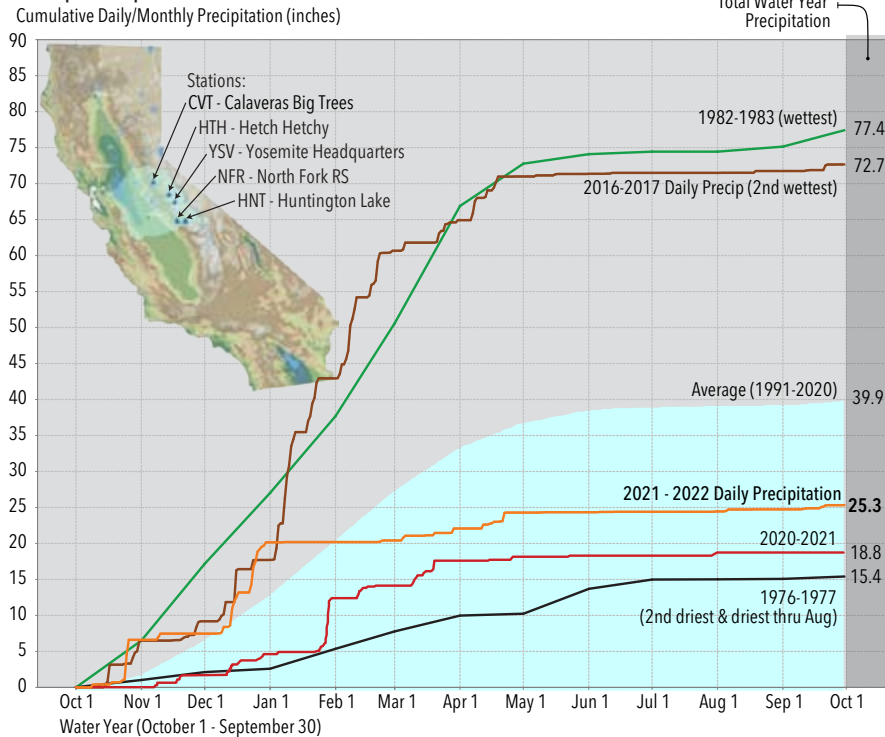 Cumulative Daily/Monthly Precipitation (inches)
Total Water Year
Precipitation
90
85
80
75
70
65
60
55
50
45
40
35
30
25
20
15
10
5
0
Stations:
CVT - Calaveras Big Trees
HTH - Hetch Hetchy
YSV - Yosemite Headquarters
NFR - North Fork RS
HNT - Huntington Lake
1982-1983 (wettest)
77.4
72.7
2016-2017 Daily Precip (2nd wettest)
Average (1991-2020)
39.9
2021 - 2022 Daily Precipitation
25.3
2020-2021
18.8
15.4
1976-1977
(2nd driest & driest thru Aug)
Oct 1
Nov 1
Dec 1
Jan 1
Feb 1
Mar 1
Apr 1
May 1
Jun 1
Jul 1
Aug 1
Sep 1
Oct 1
Water Year (October 1 - September 30)